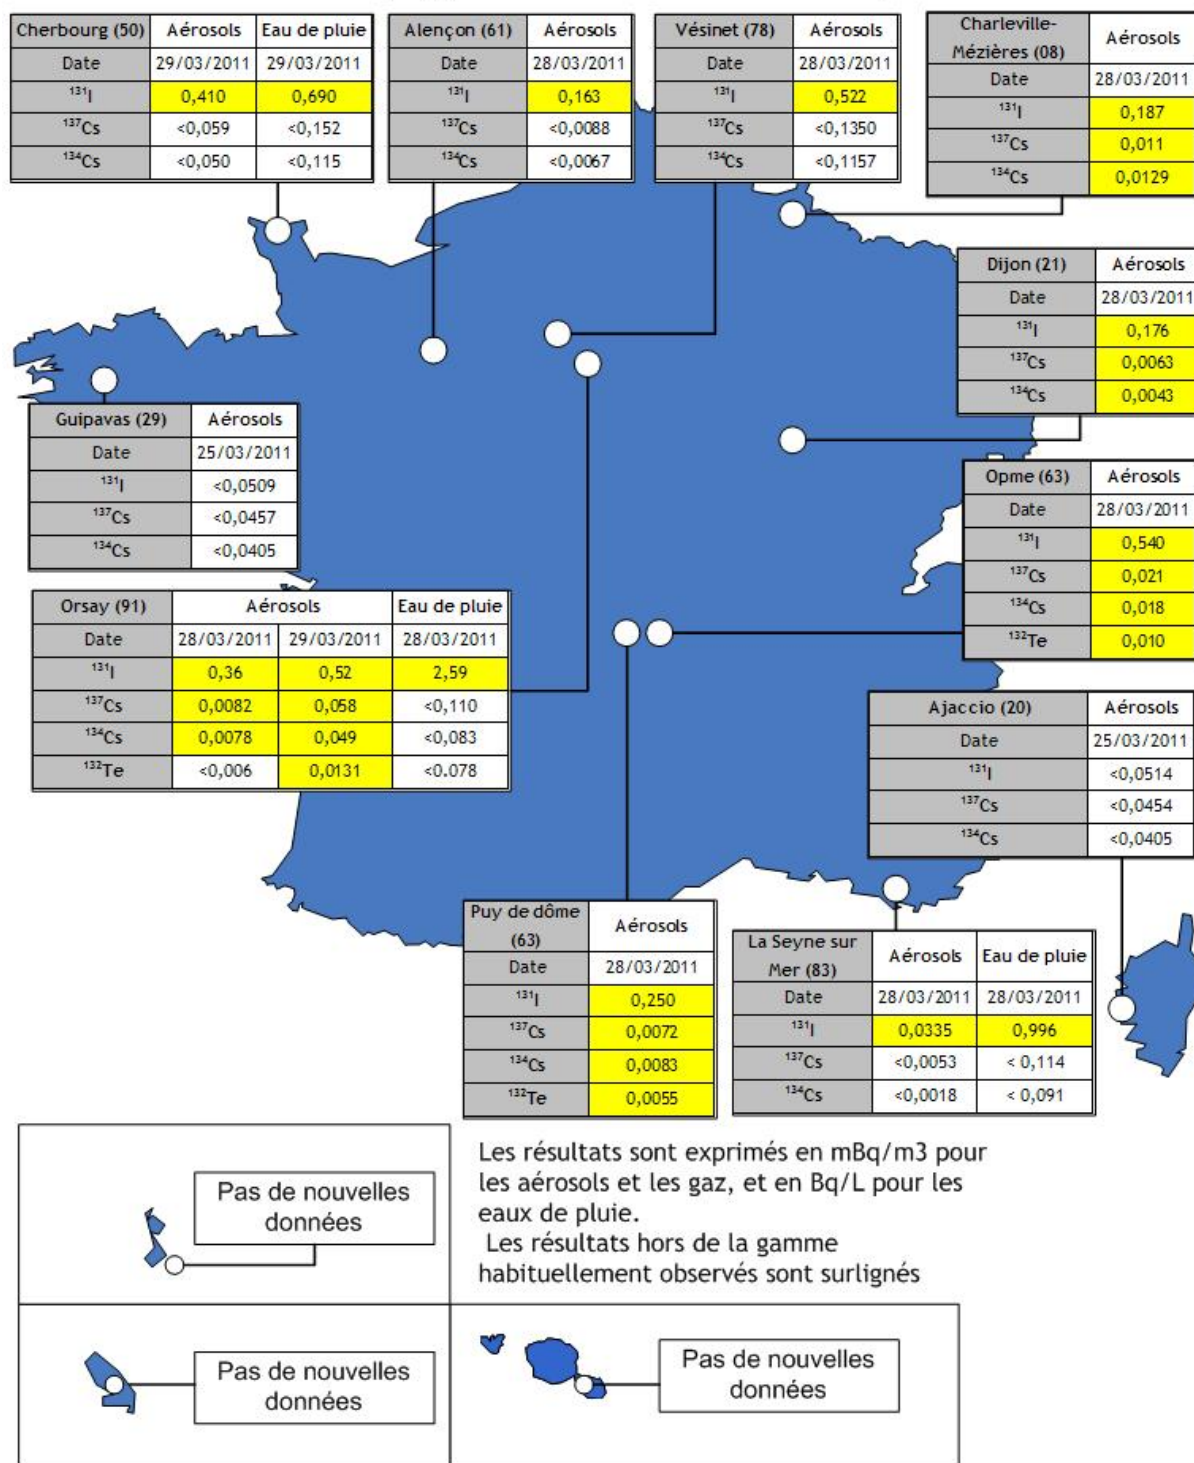 Cherbourg (50) Aérosols Eau de pluie
Date 29/03/2011 29/03/2011
¹³¹I 0,410 0,690
¹³⁷Cs <0,059 <0,152
¹³⁴Cs <0,050 <0,115
Alençon (61) Aérosols
Date 28/03/2011
¹³¹I 0,163
¹³⁷Cs <0,0088
¹³⁴Cs <0,0067
Vésinet (78) Aérosols
Date 28/03/2011
¹³¹I 0,522
¹³⁷Cs <0,1350
¹³⁴Cs <0,1157
Charleville-
Mézières (08) Aérosols
Date 28/03/2011
¹³¹I 0,187
¹³⁷Cs 0,011
¹³⁴Cs 0,0129
Dijon (21) Aérosols
Date 28/03/2011
¹³¹I 0,176
¹³⁷Cs 0,0063
¹³⁴Cs 0,0043
Guipavas (29) Aérosols
Date 25/03/2011
¹³¹I <0,0509
¹³⁷Cs <0,0457
¹³⁴Cs <0,0405
Opme (63) Aérosols
Date 28/03/2011
¹³¹I 0,540
¹³⁷Cs 0,021
¹³⁴Cs 0,018
¹³²Te 0,010
Orsay (91) Aérosols Eau de pluie
Date 28/03/2011 29/03/2011 28/03/2011
¹³¹I 0,36 0,52 2,59
¹³⁷Cs 0,0082 0,058 <0,110
¹³⁴Cs 0,0078 0,049 <0,083
¹³²Te <0,006 0,0131 <0.078
Ajaccio (20) Aérosols
Date 25/03/2011
¹³¹I <0,0514
¹³⁷Cs <0,0454
¹³⁴Cs <0,0405
Puy de dôme
(63) Aérosols
Date 28/03/2011
¹³¹I 0,250
¹³⁷Cs 0,0072
¹³⁴Cs 0,0083
¹³²Te 0,0055
La Seyne sur
Mer (83) Aérosols Eau de pluie
Date 28/03/2011 28/03/2011
¹³¹I 0,0335 0,996
¹³⁷Cs <0,0053 < 0,114
¹³⁴Cs <0,0018 < 0,091
Les résultats sont exprimés en mBq/m3 pour
les aérosols et les gaz, et en Bq/L pour les
eaux de pluie.
Les résultats hors de la gamme
habituellement observés sont surlignés
Pas de nouvelles
données
Pas de nouvelles
données
Pas de nouvelles
données